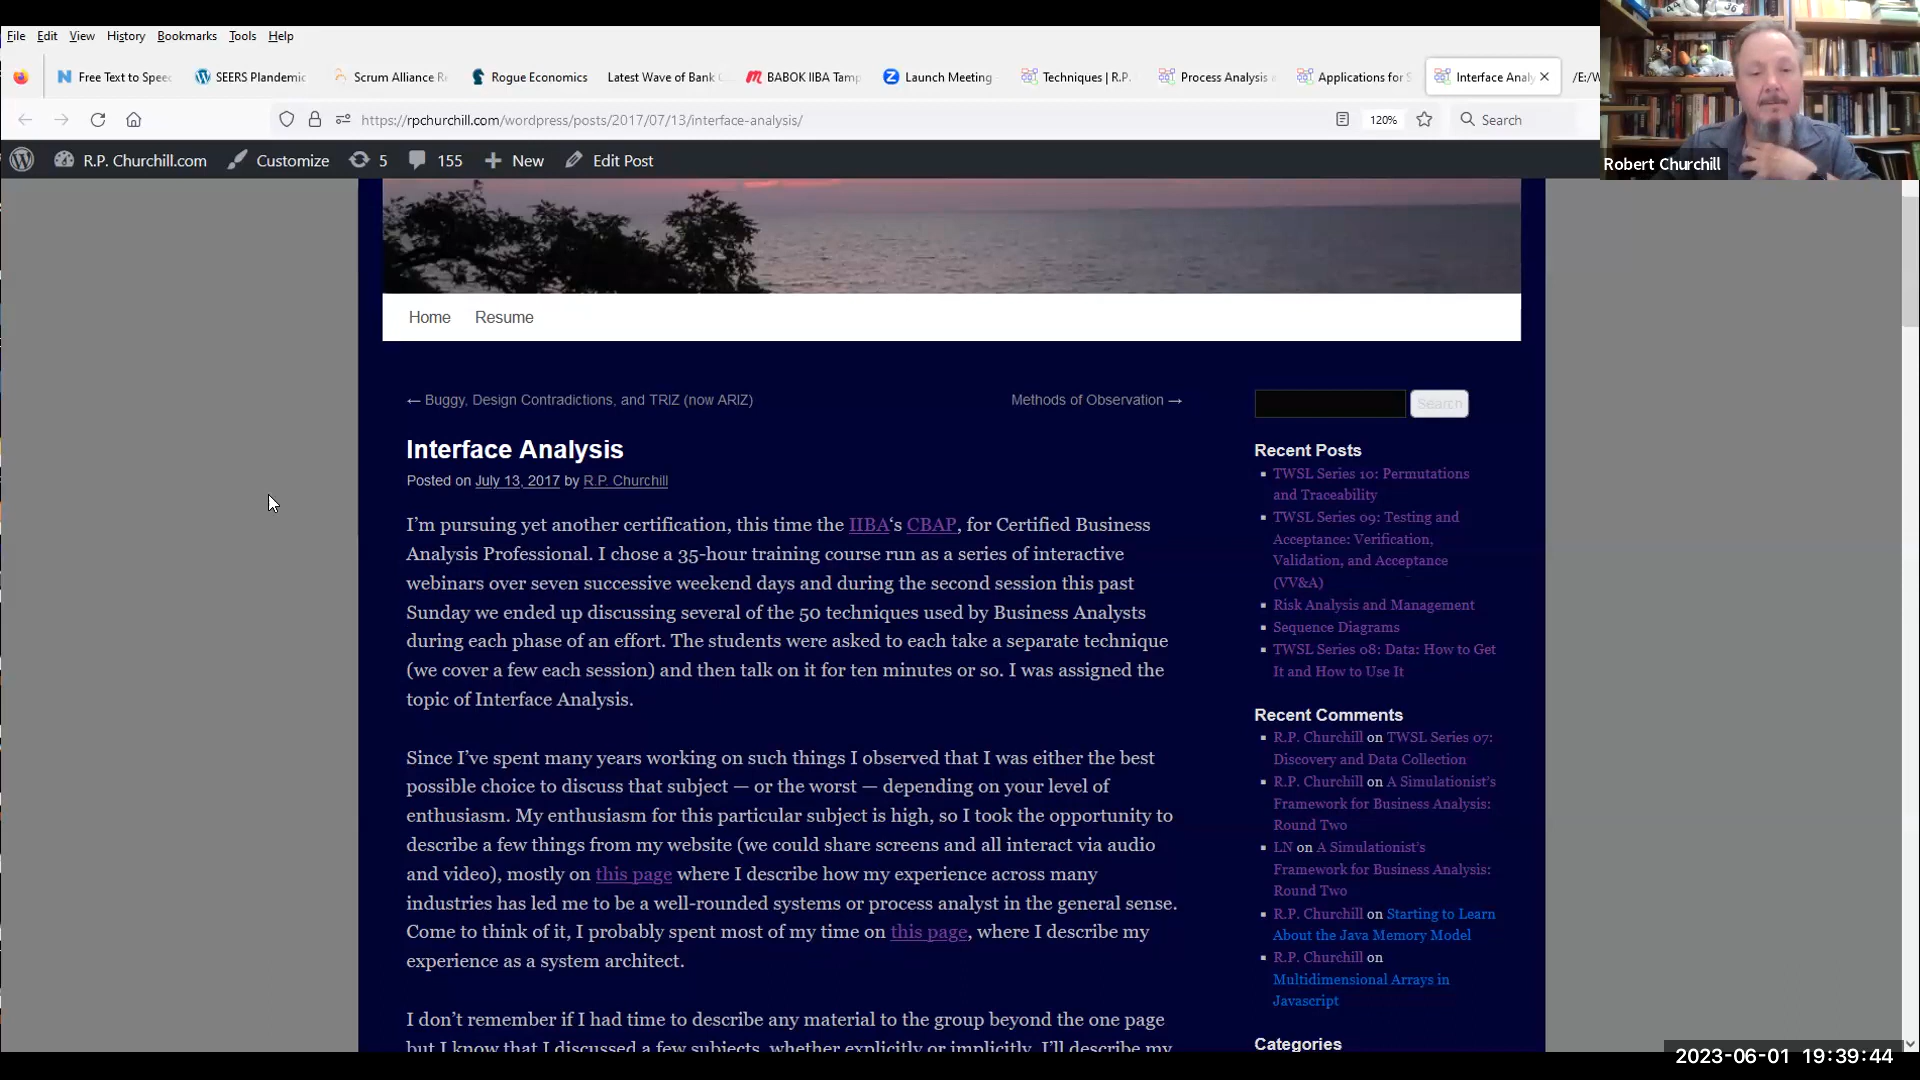 File Edit View History Bookmarks Tools Help
Free Text to Speec
SEERS Plandemic
Scrum Alliance R
Rogue Economics
Latest Wave of Bank
BABOK IIBA Tamp
Launch Meeting
Techniques | R.P.
Process Analysis
Applications for S
Interface Analy
/E:/W
https://rpchurchill.com/wordpress/posts/2017/07/13/interface-analysis/
120%
Search
R.P. Churchill.com Customize 5 155 New Edit Post
Robert Churchill
Home Resume
← Buggy, Design Contradictions, and TRIZ (now ARIZ)
Methods of Observation →
Interface Analysis
Posted on July 13, 2017 by R.P. Churchill
I’m pursuing yet another certification, this time the IIBA‘s CBAP, for Certified Business
Analysis Professional. I chose a 35-hour training course run as a series of interactive
webinars over seven successive weekend days and during the second session this past
Sunday we ended up discussing several of the 50 techniques used by Business Analysts
during each phase of an effort. The students were asked to each take a separate technique
(we cover a few each session) and then talk on it for ten minutes or so. I was assigned the
topic of Interface Analysis.
Since I’ve spent many years working on such things I observed that I was either the best
possible choice to discuss that subject — or the worst — depending on your level of
enthusiasm. My enthusiasm for this particular subject is high, so I took the opportunity to
describe a few things from my website (we could share screens and all interact via audio
and video), mostly on this page where I describe how my experience across many
industries has led me to be a well-rounded systems or process analyst in the general sense.
Come to think of it, I probably spent most of my time on this page, where I describe my
experience as a system architect.
I don’t remember if I had time to describe any material to the group beyond the one page
but I know that I discussed a few subjects, whether explicitly or implicitly. I’ll describe my
Search
Recent Posts
TWSL Series 10: Permutations
and Traceability
TWSL Series 09: Testing and
Acceptance: Verification,
Validation, and Acceptance
(VV&A)
Risk Analysis and Management
Sequence Diagrams
TWSL Series 08: Data: How to Get
It and How to Use It
Recent Comments
R.P. Churchill on TWSL Series 07:
Discovery and Data Collection
R.P. Churchill on A Simulationist’s
Framework for Business Analysis:
Round Two
LN on A Simulationist’s
Framework for Business Analysis:
Round Two
R.P. Churchill on Starting to Learn
About the Java Memory Model
R.P. Churchill on
Multidimensional Arrays in
Javascript
Categories
2023-06-01 19:39:44